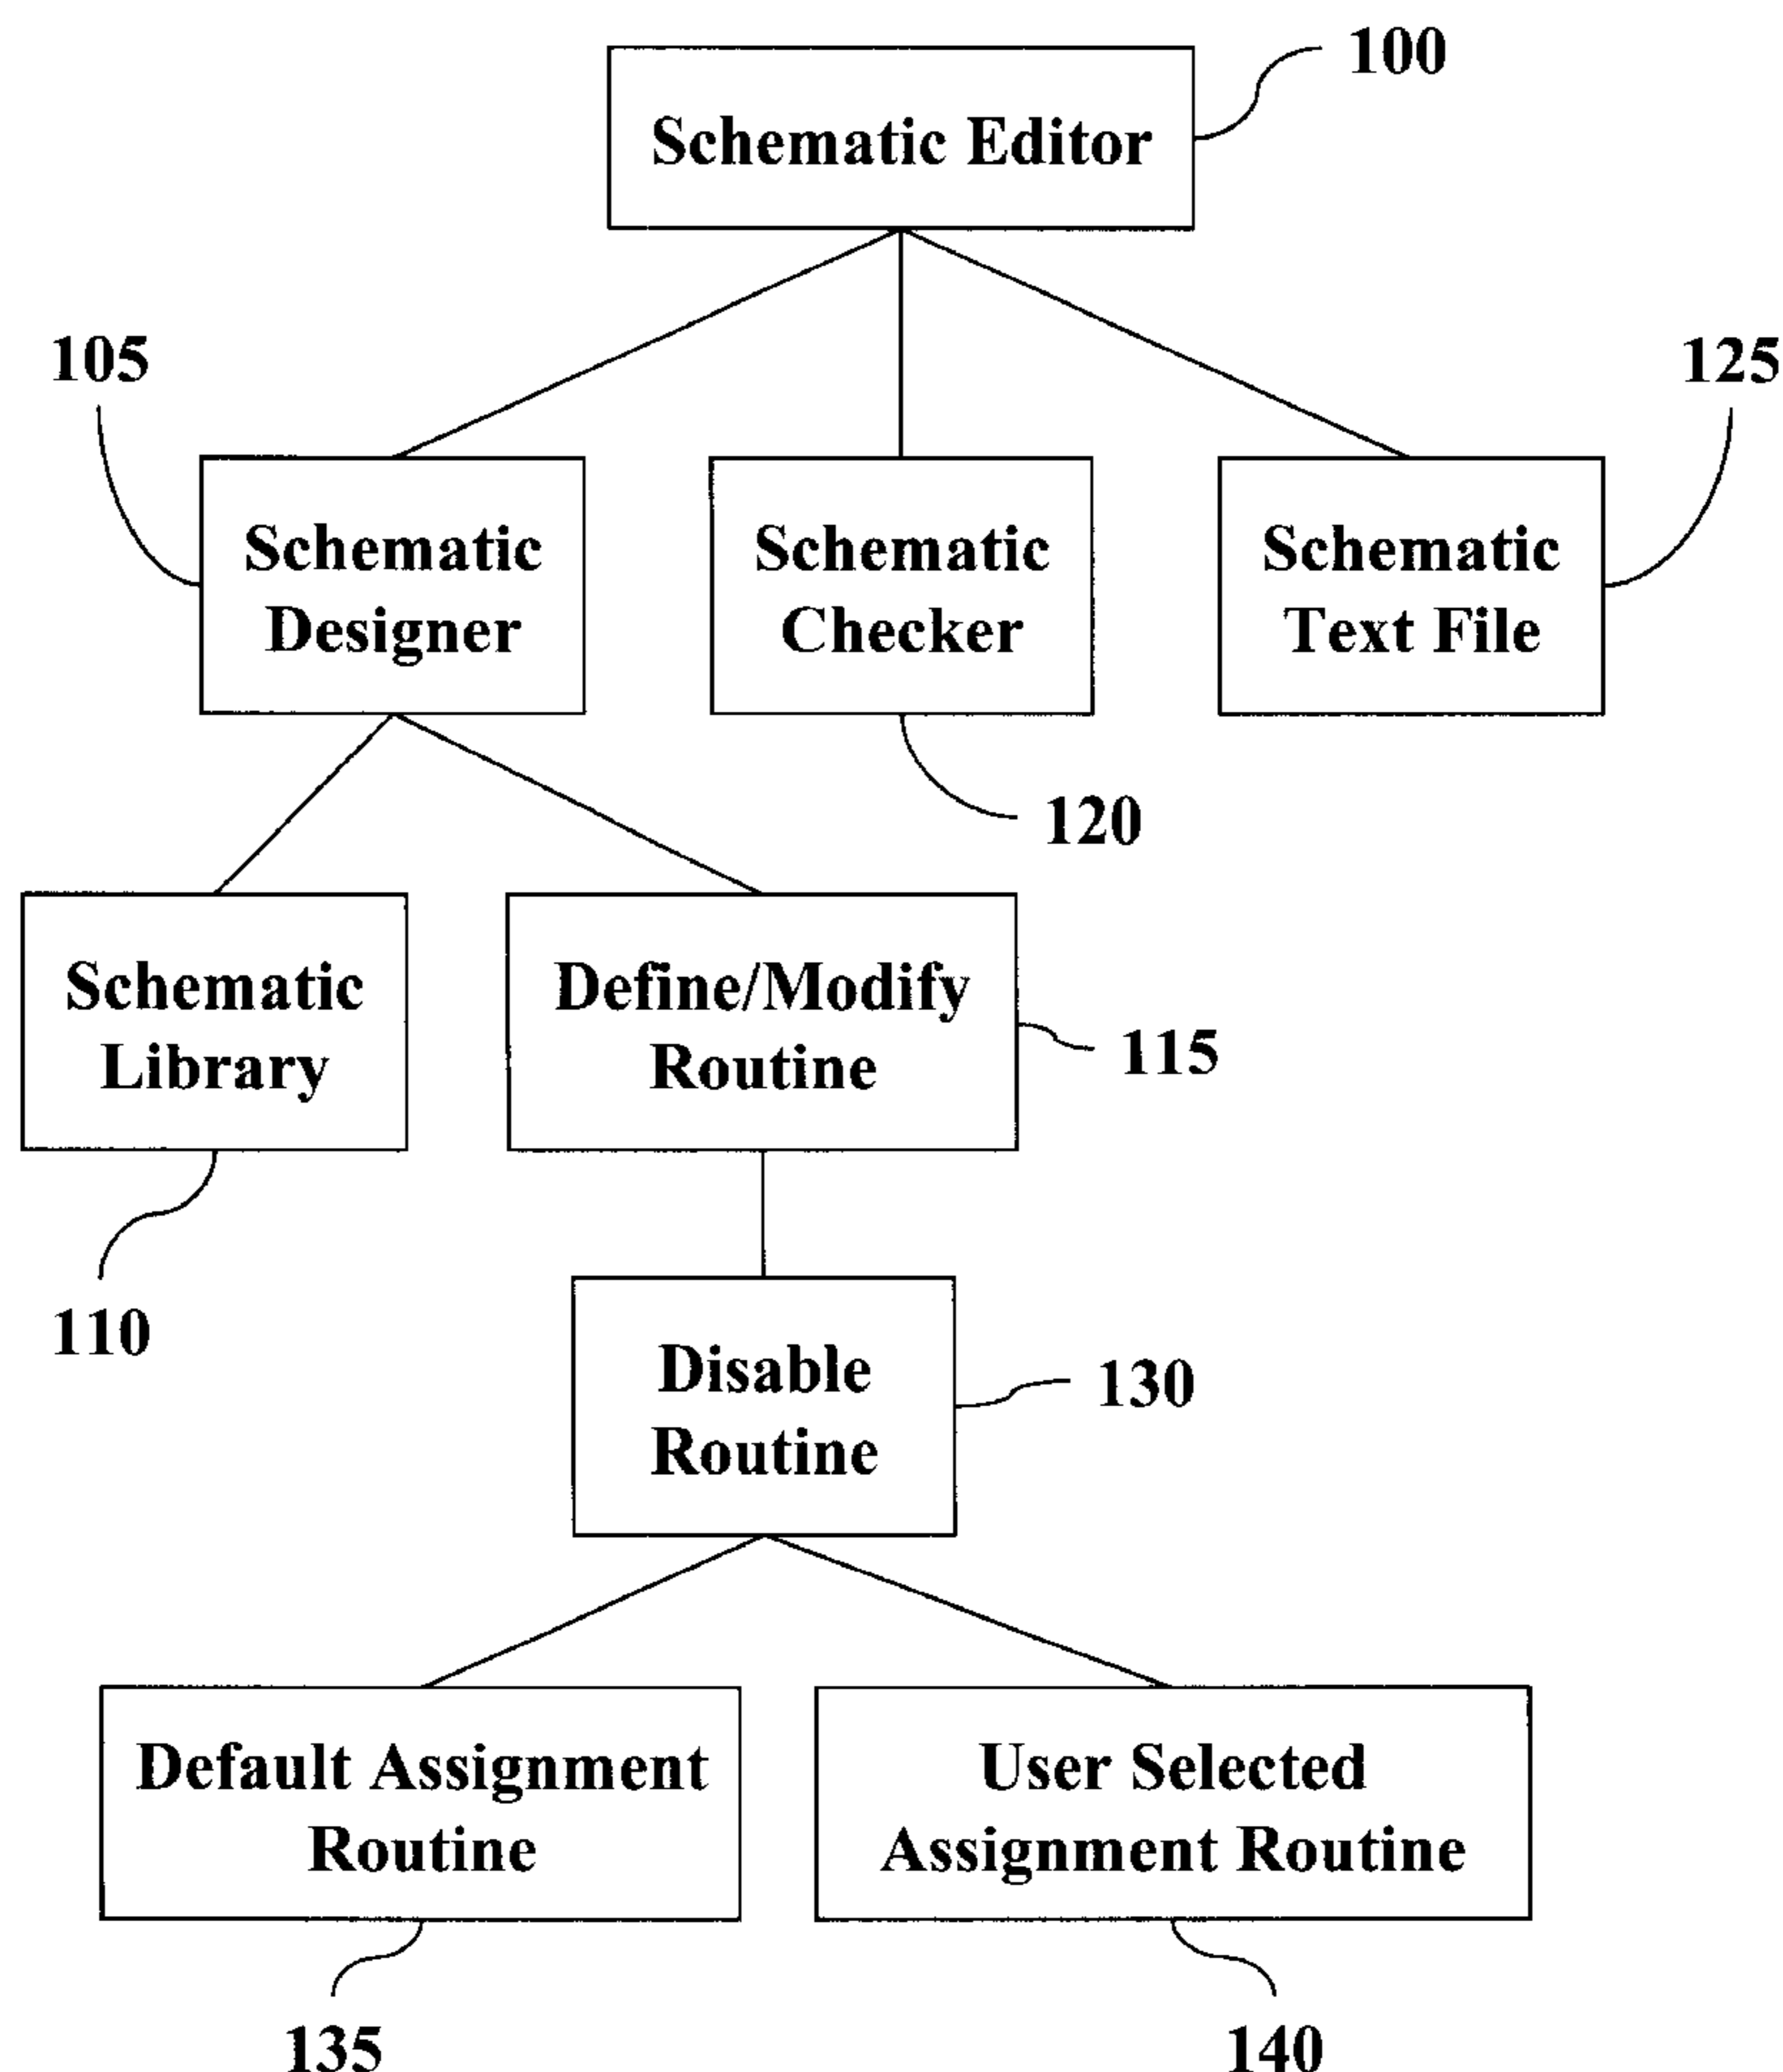 100
Schematic Editor
105
125
Schematic
Designer
Schematic
Checker
Schematic
Text File
120
Schematic
Library
Define/Modify
Routine
115
110
Disable
Routine
130
Default Assignment
Routine
User Selected
Assignment Routine
135
140